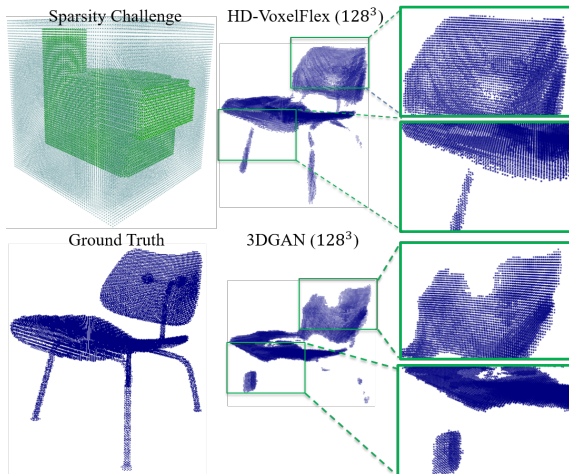 Sparsity Challenge
HD-VoxelFlex (128³)
Ground Truth
3DGAN (128³)